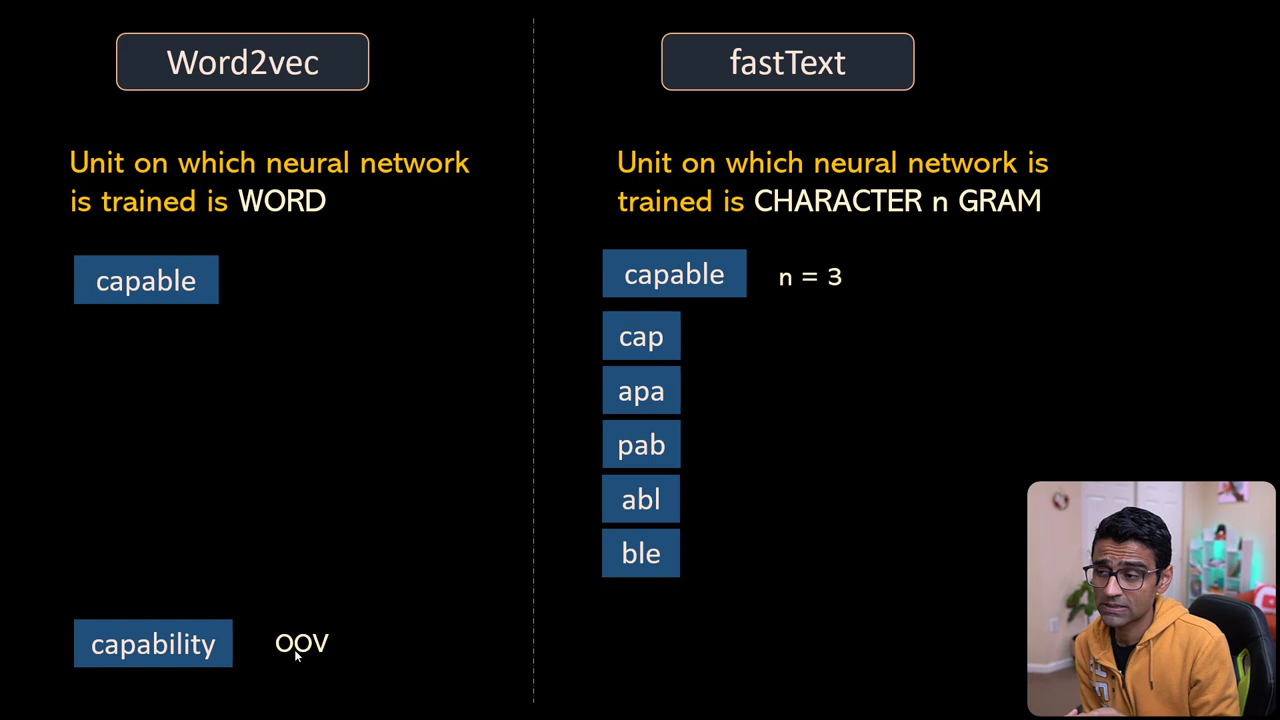 Word2vec
Unit on which neural network
is trained is WORD
capable
capability
OOV
fastText
Unit on which neural network is
trained is CHARACTER n GRAM
capable
n = 3
cap
apa
pab
abl
ble